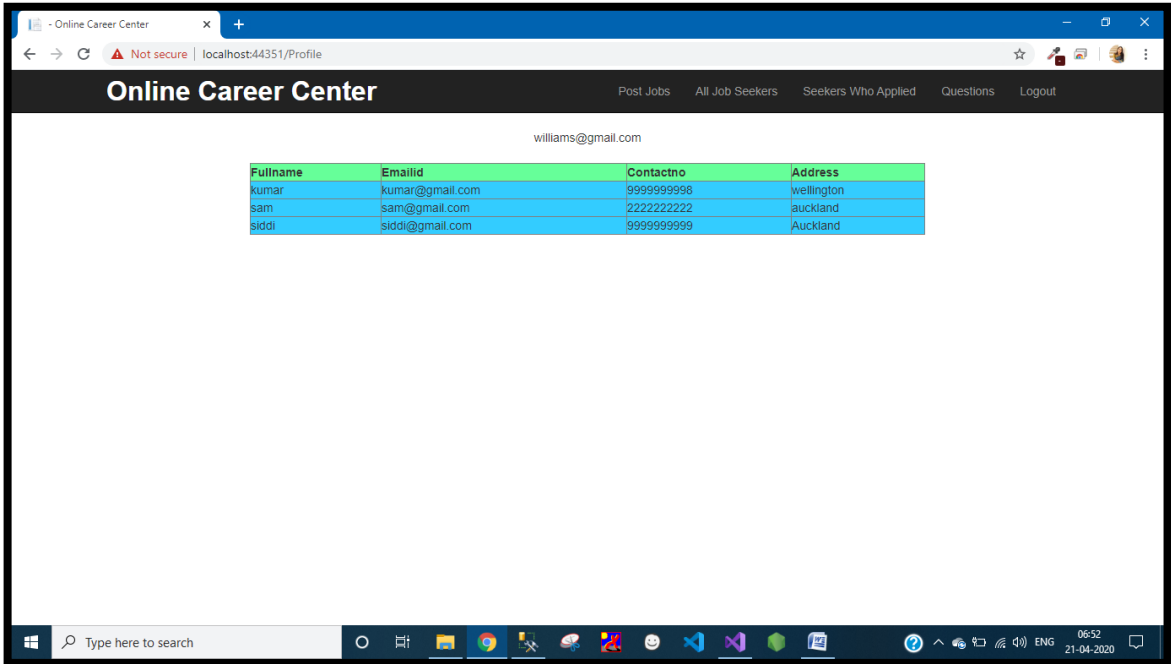 - Online Career Center
Not secure | localhost:44351/Profile
Online Career Center Post Jobs All Job Seekers Seekers Who Applied Questions Logout
williams@gmail.com
Fullname Emailid Contactno Address
kumar kumar@gmail.com 9999999998 wellington
sam sam@gmail.com 2222222222 auckland
siddi siddi@gmail.com 9999999999 Auckland
Type here to search ENG 06:52
21-04-2020